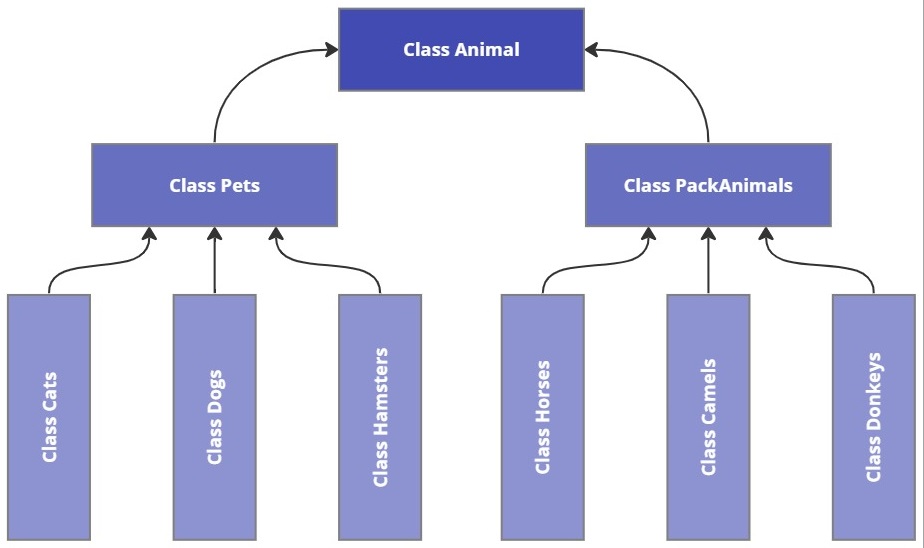 Class Animal
Class Pets
Class PackAnimals
Class Cats
Class Dogs
Class Hamsters
Class Horses
Class Camels
Class Donkeys